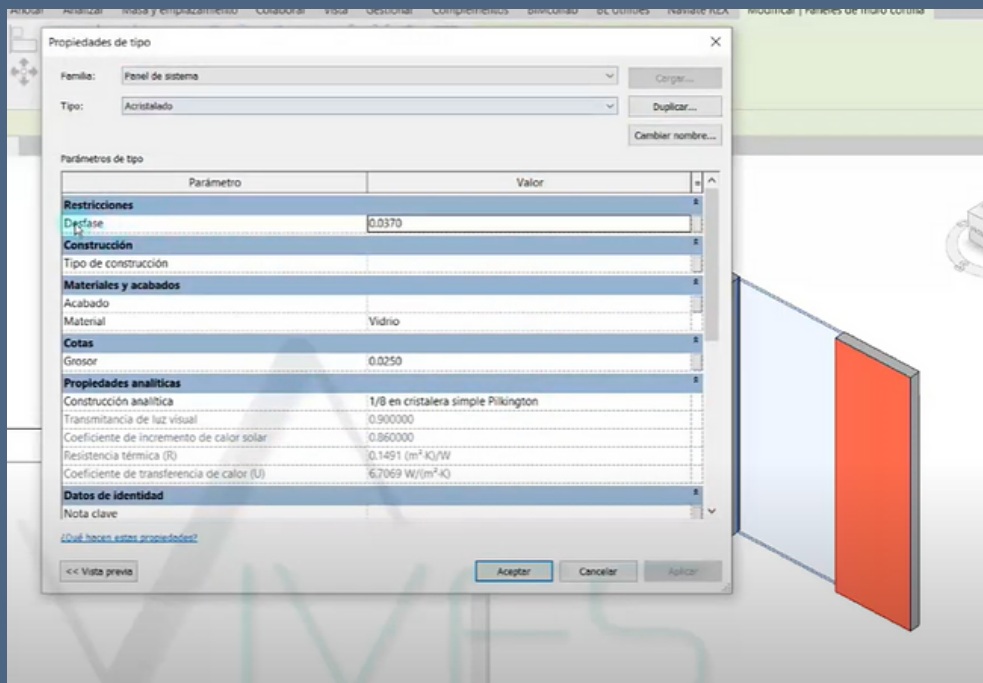 Anotar Analizar Masa y emplazamiento Colaborar Vista Gestionar Complementos BIMcollab Naviate REX Modificar | Paneles de muro cortina
Propiedades de tipo
Familia: Panel de sistema Cargar...
Tipo: Acristalado Duplicar...
Cambiar nombre...
Parámetros de tipo
Parámetro Valor =
Restricciones
Desfase 0.0370
Construcción
Tipo de construcción
Materiales y acabados
Acabado
Material Vidrio
Cotas
Grosor 0.0250
Propiedades analíticas
Construcción analítica 1/8 en cristalera simple Pilkington
Transmitancia de luz visual 0.900000
Coeficiente de incremento de calor solar 0.860000
Resistencia térmica (R) 0.1491 (m²·K)/W
Coeficiente de transferencia de calor (U) 6.7069 W/(m²·K)
Datos de identidad
Nota clave
¿Qué hacen estas propiedades?
<< Vista previa Aceptar Cancelar Aplicar
VIVES